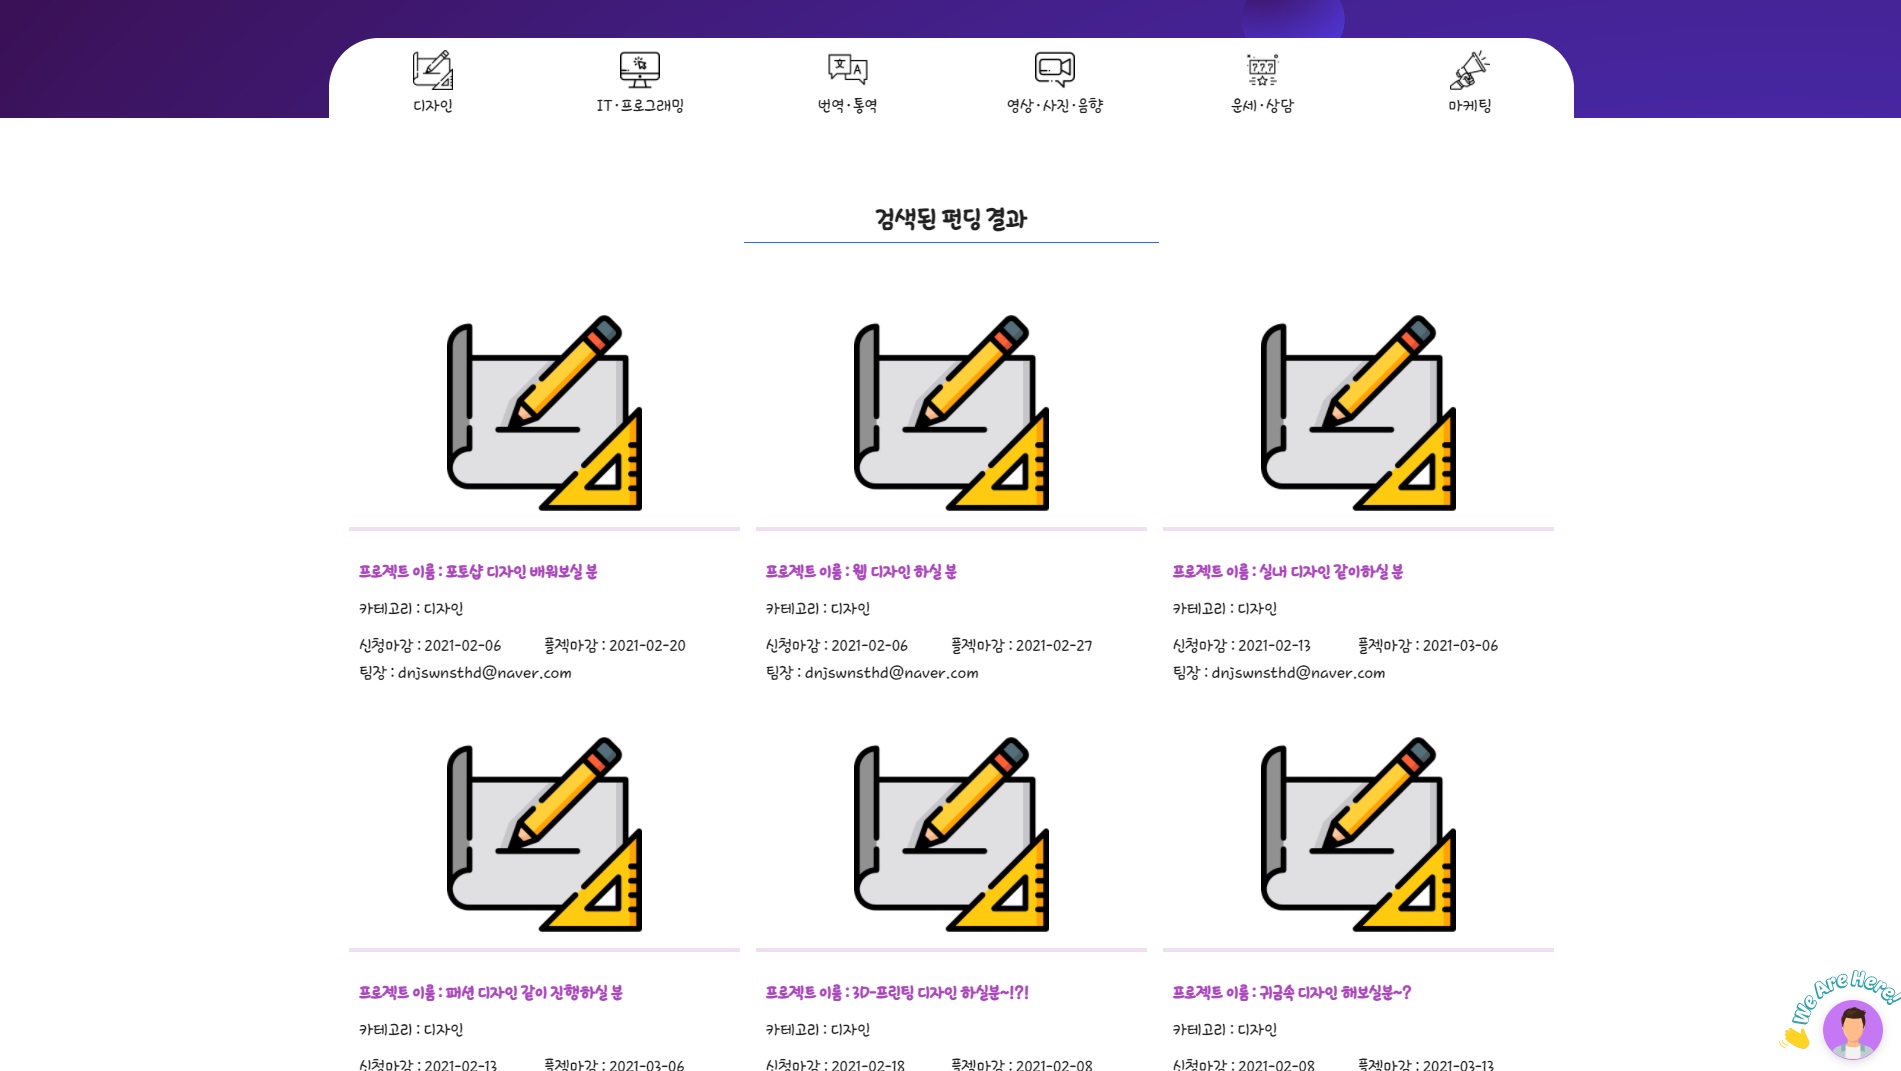 디자인
IT·프로그래밍
번역·통역
영상·사진·음향
운세·상담
마케팅
검색된 펀딩 결과
프로젝트 이름 : 포토샵 디자인 배워보실 분
카테고리 : 디자인
신청마감 : 2021-02-06 플젝마감 : 2021-02-20
팀장 : dnjswnsthd@naver.com
프로젝트 이름 : 웹 디자인 하실 분
카테고리 : 디자인
신청마감 : 2021-02-06 플젝마감 : 2021-02-27
팀장 : dnjswnsthd@naver.com
프로젝트 이름 : 실내 디자인 같이하실 분
카테고리 : 디자인
신청마감 : 2021-02-13 플젝마감 : 2021-03-06
팀장 : dnjswnsthd@naver.com
프로젝트 이름 : 패션 디자인 같이 진행하실 분
카테고리 : 디자인
신청마감 : 2021-02-13 플젝마감 : 2021-03-06
프로젝트 이름 : 3D-프린팅 디자인 하실분~!?!
카테고리 : 디자인
신청마감 : 2021-02-18 플젝마감 : 2021-02-08
프로젝트 이름 : 귀금속 디자인 해보실분~?
카테고리 : 디자인
신청마감 : 2021-02-08 플젝마감 : 2021-03-13
We Are Here!